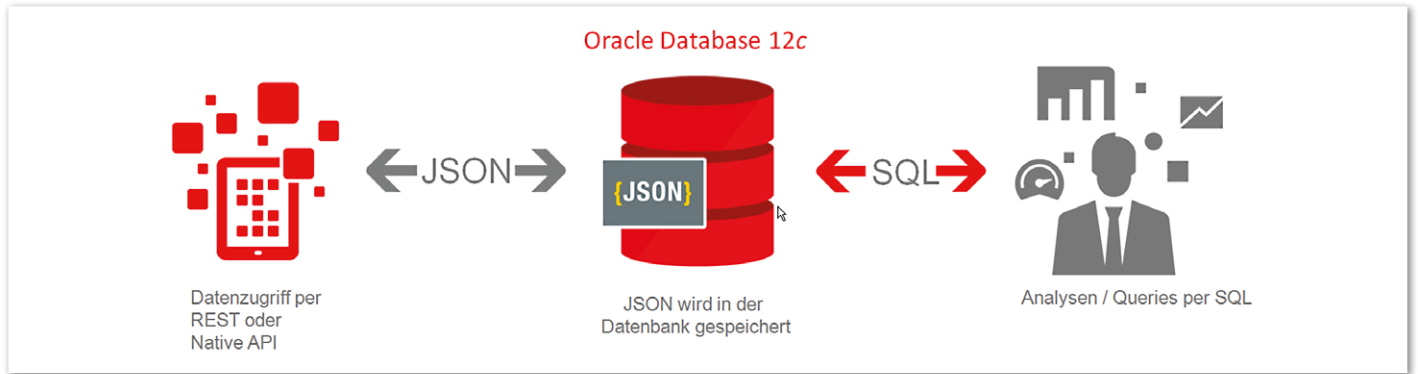 Oracle Database 12c
JSON
{JSON}
SQL
Datenzugriff per
REST oder
Native API
JSON wird in der
Datenbank gespeichert
Analysen / Queries per SQL